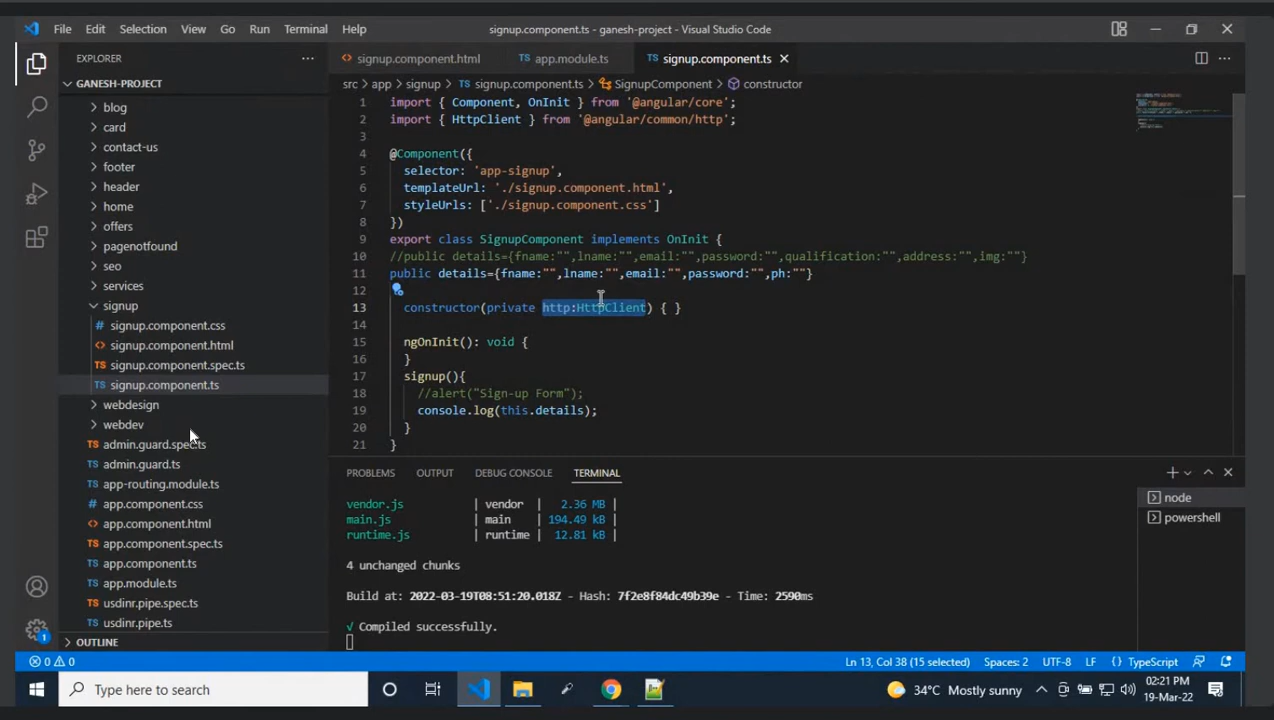 File Edit Selection View Go Run Terminal Help signup.component.ts - ganesh-project - Visual Studio Code
EXPLORER
GANESH-PROJECT
blog
card
contact-us
footer
header
home
offers
pagenotfound
seo
services
signup
signup.component.css
signup.component.html
signup.component.spec.ts
signup.component.ts
webdesign
webdev
admin.guard.spec.ts
admin.guard.ts
app-routing.module.ts
app.component.css
app.component.html
app.component.spec.ts
app.component.ts
app.module.ts
usdinr.pipe.spec.ts
usdinr.pipe.ts
OUTLINE
signup.component.html TS app.module.ts TS signup.component.ts
src > app > signup > TS signup.component.ts > SignupComponent > constructor
1 import { Component, OnInit } from '@angular/core';
2 import { HttpClient } from '@angular/common/http';
3
4 @Component({
5 selector: 'app-signup',
6 templateUrl: './signup.component.html',
7 styleUrls: ['./signup.component.css']
8 })
9 export class SignupComponent implements OnInit {
10 //public details={fname:"",lname:"",email:"",password:"",qualification:"",address:"",img:""}
11 public details={fname:"",lname:"",email:"",password:"",ph:""}
12
13 constructor(private http:HttpClient) { }
14
15 ngOnInit(): void {
16 }
17 signup(){
18 //alert("Sign-up Form");
19 console.log(this.details);
20 }
21 }
PROBLEMS OUTPUT DEBUG CONSOLE TERMINAL
vendor.js | vendor | 2.36 MB |
main.js | main | 194.49 kB |
runtime.js | runtime | 12.81 kB |
4 unchanged chunks
Build at: 2022-03-19T08:51:20.018Z - Hash: 7f2e8f84dc49b39e - Time: 2590ms
√ Compiled successfully.
node
powershell
0 0 Ln 13, Col 38 (15 selected) Spaces: 2 UTF-8 LF {} TypeScript
Type here to search
34°C Mostly sunny
02:21 PM
19-Mar-22